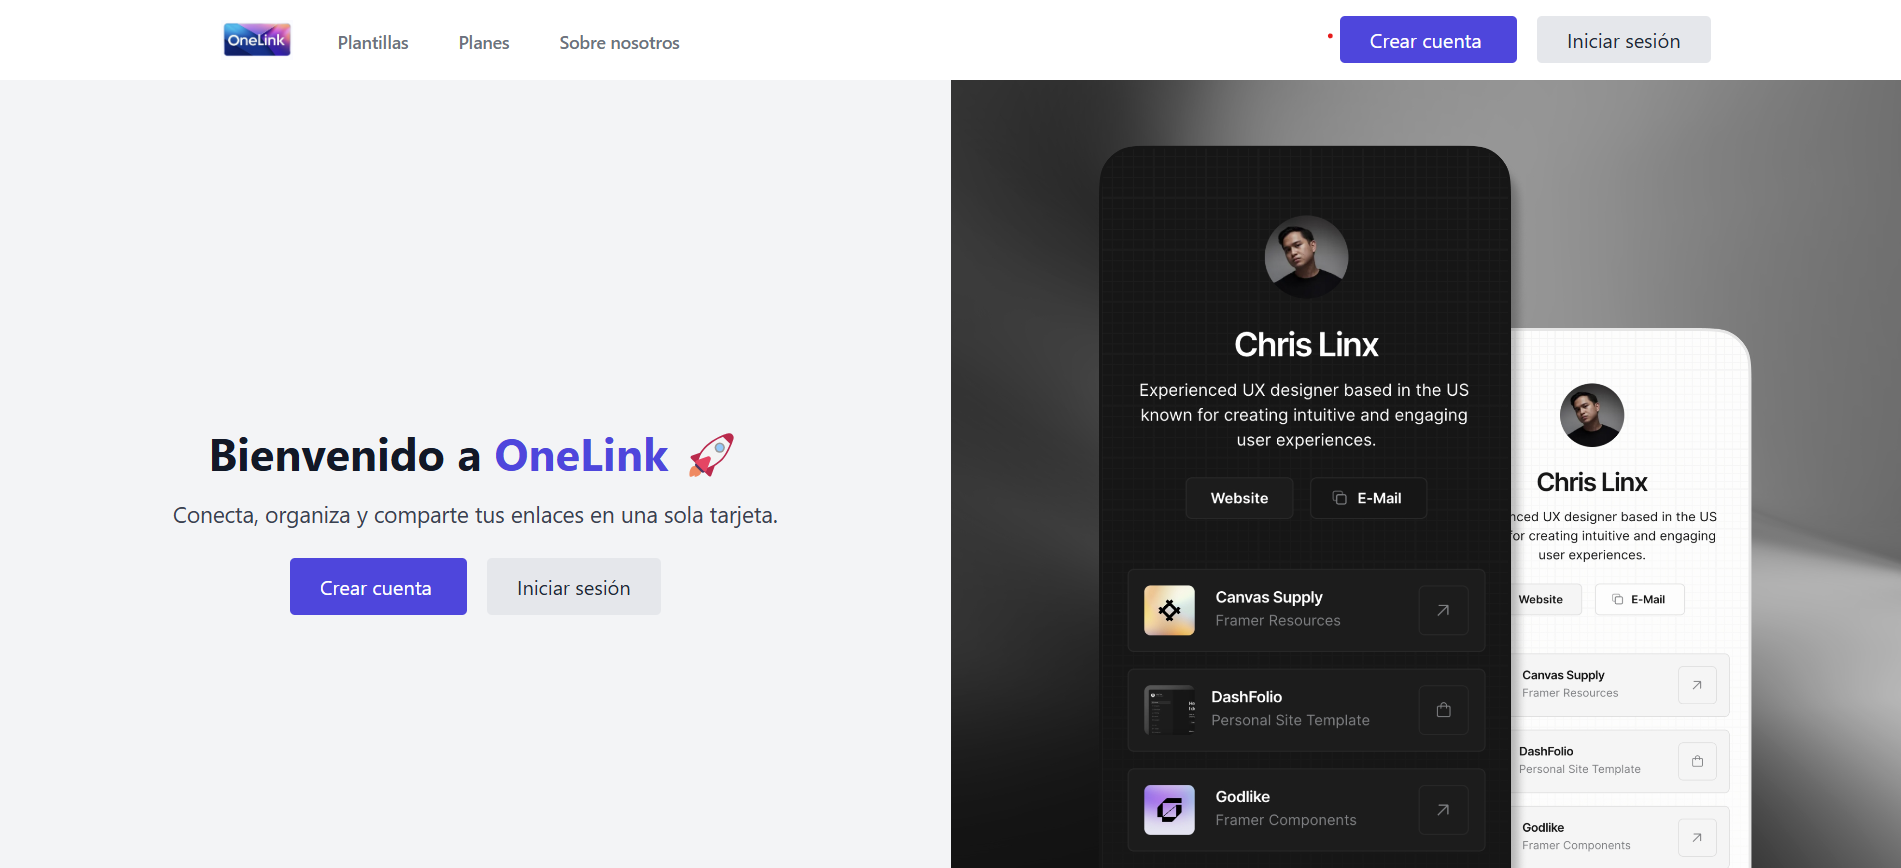 OneLink
Plantillas
Planes
Sobre nosotros
Crear cuenta
Iniciar sesión
Bienvenido a OneLink 🚀
Conecta, organiza y comparte tus enlaces en una sola tarjeta.
Crear cuenta
Iniciar sesión
Chris Linx
Experienced UX designer based in the US
known for creating intuitive and engaging
user experiences.
Website
E-Mail
Canvas Supply
Framer Resources
DashFolio
Personal Site Template
Godlike
Framer Components
Chris Linx
UX designer based in the US
for creating intuitive and engaging
user experiences.
Website
E-Mail
Canvas Supply
Framer Resources
DashFolio
Personal Site Template
Godlike
Framer Components